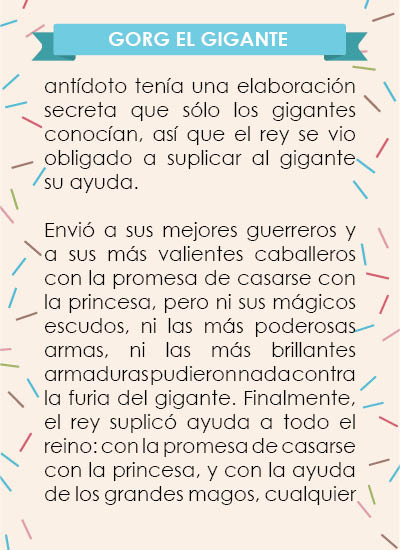 GORG EL GIGANTE
antídoto tenía una elaboración
secreta que sólo los gigantes
conocían, así que el rey se vio
obligado a suplicar al gigante
su ayuda.
Envió a sus mejores guerreros y
a sus más valientes caballeros
con la promesa de casarse con
la princesa, pero ni sus mágicos
escudos, ni las más poderosas
armas, ni las más brillantes
armaduras pudieron nada contra
la furia del gigante. Finalmente,
el rey suplicó ayuda a todo el
reino: con la promesa de casarse
con la princesa, y con la ayuda
de los grandes magos, cualquier